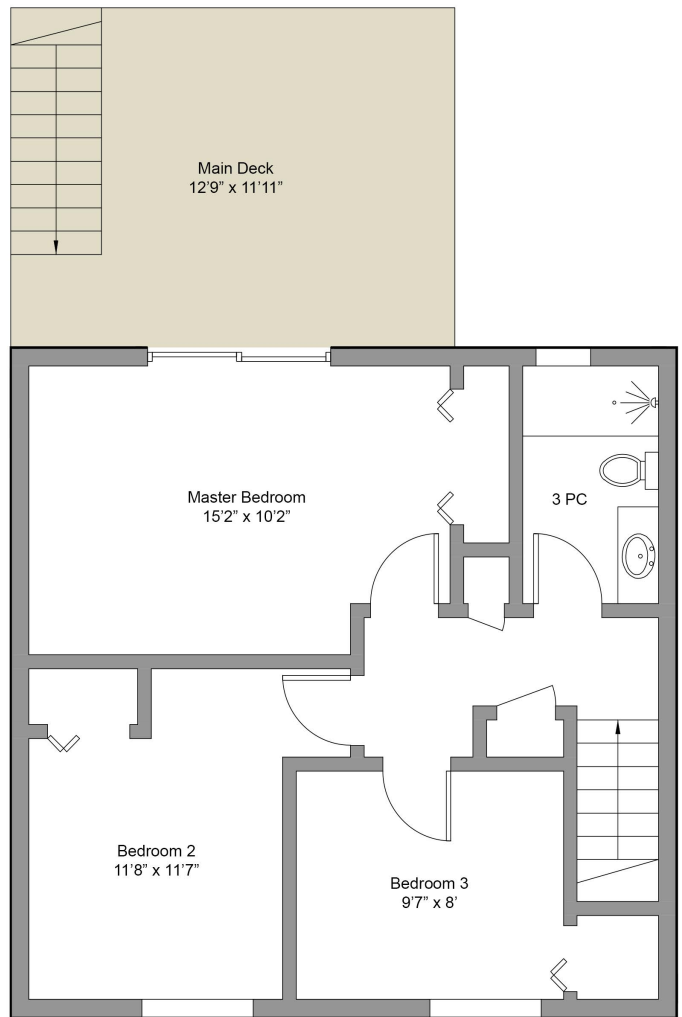 Main Deck
12’9” x 11’11”
Master Bedroom
15’2” x 10’2”
3 PC
Bedroom 2
11’8” x 11’7”
Bedroom 3
9’7” x 8’